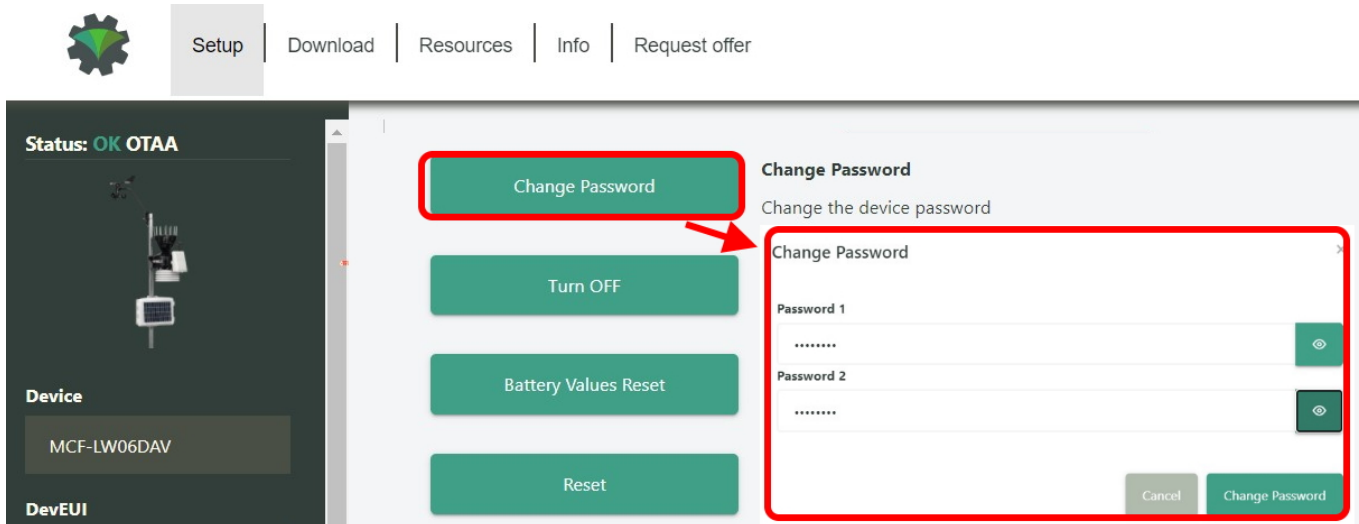 Setup
Download
Resources
Info
Request offer
Status: OK OTAA
Device
MCF-LW06DAV
DevEUI
Change Password
Turn OFF
Battery Values Reset
Reset
Change Password
Change the device password
Change Password
×
Password 1
........
Password 2
........
Cancel
Change Password